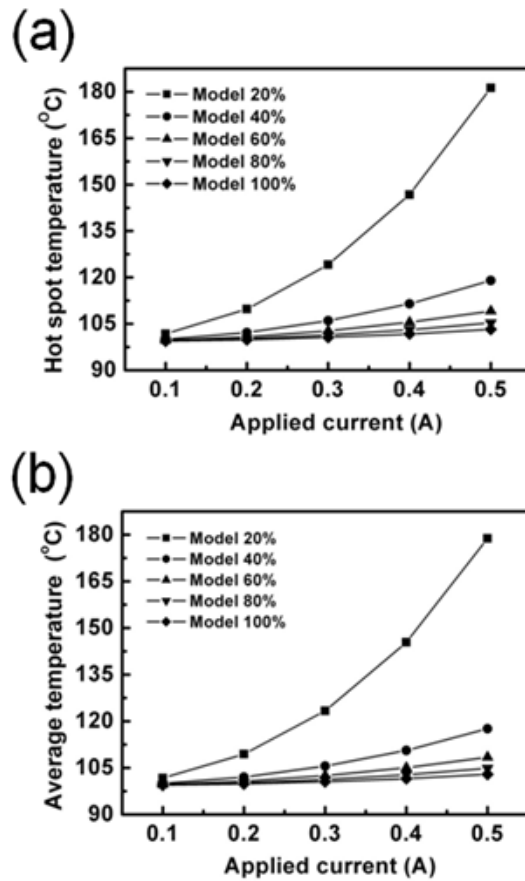 (a)
Hot spot temperature (°C)
180
165
150
135
120
105
90
Model 20%
Model 40%
Model 60%
Model 80%
Model 100%
0.1 0.2 0.3 0.4 0.5
Applied current (A)
(b)
Average temperature (°C)
180
165
150
135
120
105
90
Model 20%
Model 40%
Model 60%
Model 80%
Model 100%
0.1 0.2 0.3 0.4 0.5
Applied current (A)